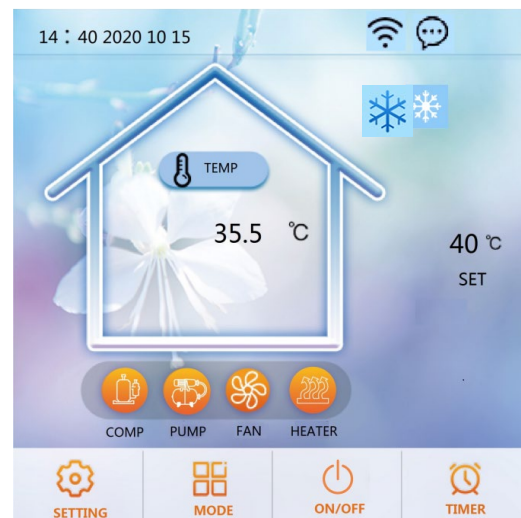 14：40 2020 10 15
TEMP
35.5 ℃
40 ℃
SET
COMP PUMP FAN HEATER
SETTING MODE ON/OFF TIMER